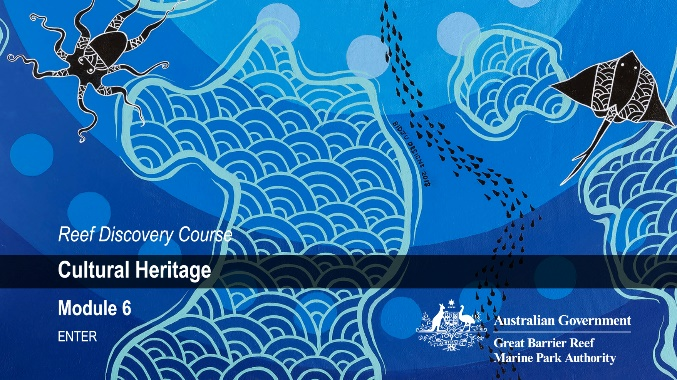 Reef Discovery Course
Cultural Heritage
Module 6
ENTER
Australian Government
Great Barrier Reef
Marine Park Authority